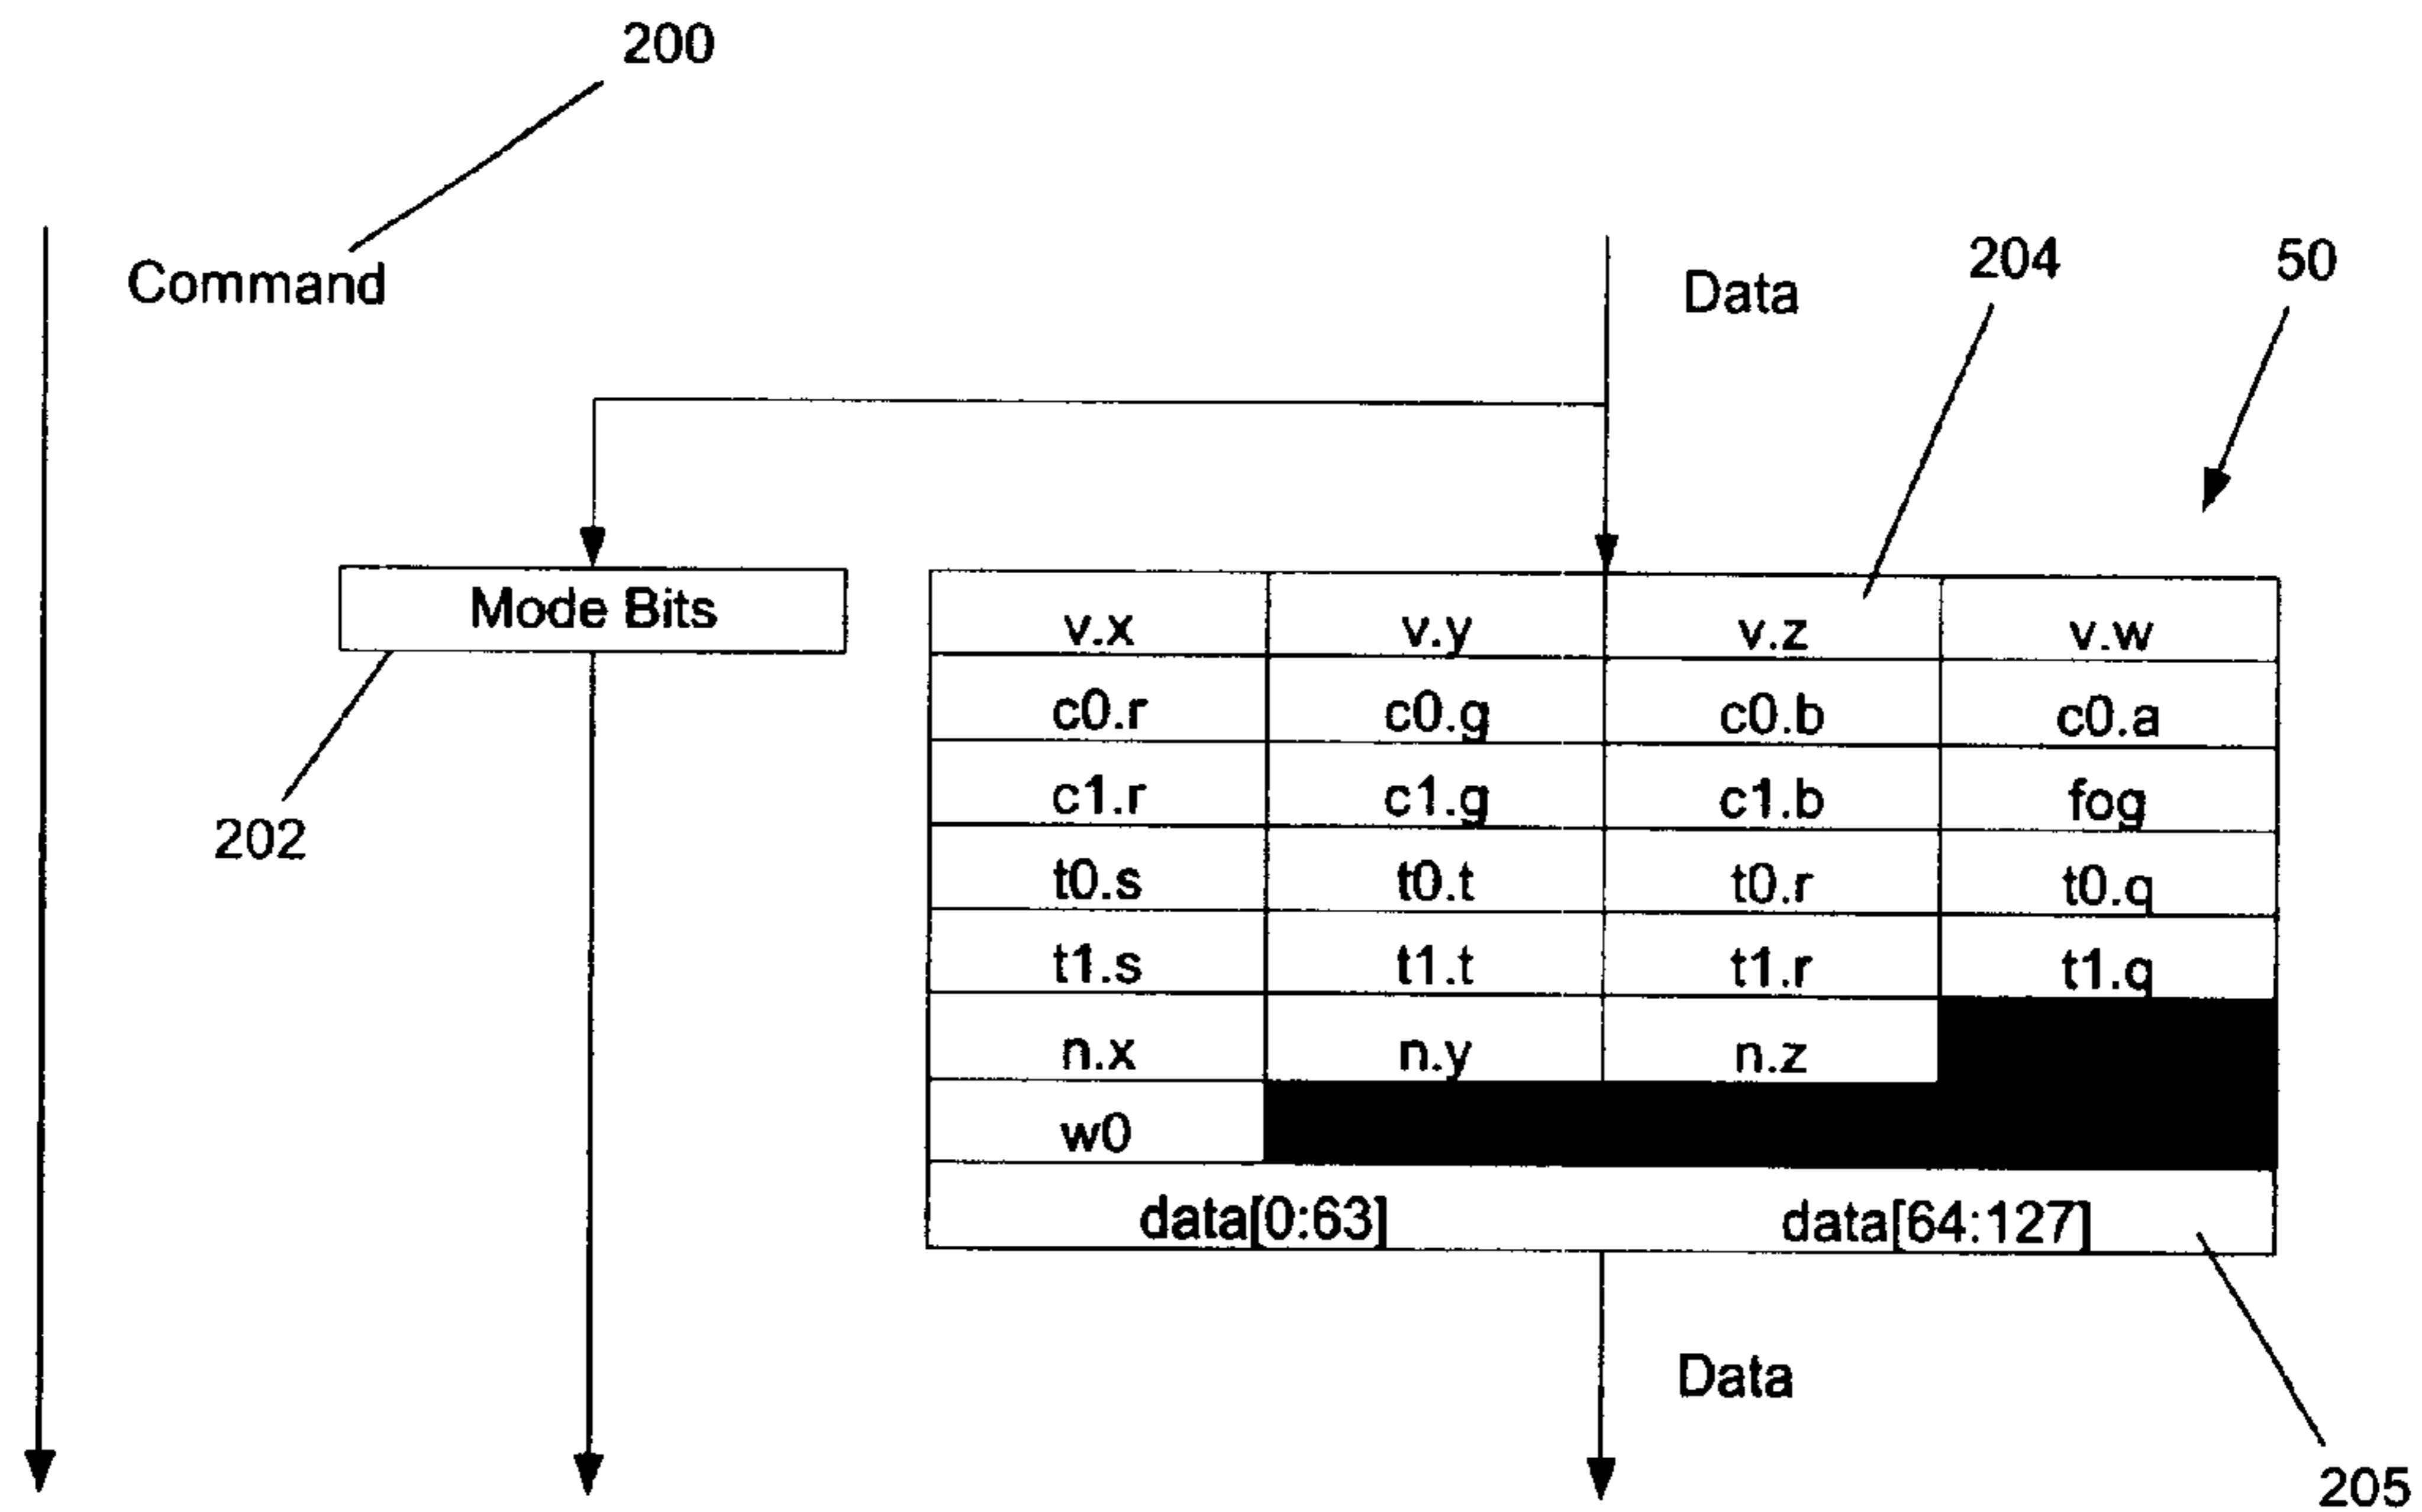 200
Command
Data
204
50
Mode Bits
202
v.x v.y v.z v.w
c0.r c0.g c0.b c0.a
c1.r c1.g c1.b fog
t0.s t0.t t0.r t0.q
t1.s t1.t t1.r t1.q
n.x n.y n.z
w0
data[0:63] data[64:127]
Data
205